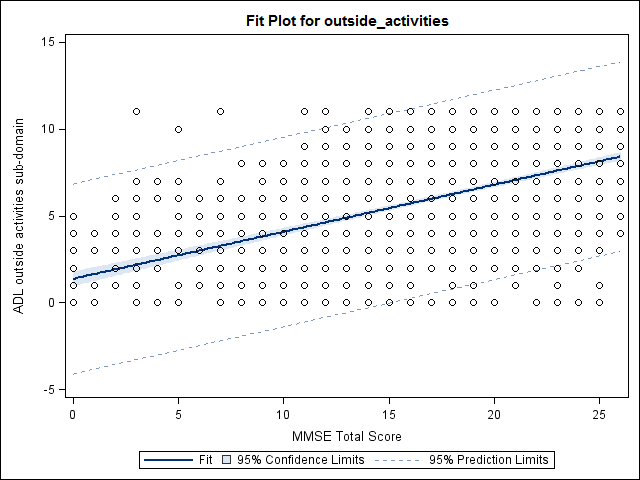 Fit Plot for outside_activities
15
10
5
0
-5
ADL outside activities sub-domain
0 5 10 15 20 25
MMSE Total Score
Fit 95% Confidence Limits 95% Prediction Limits